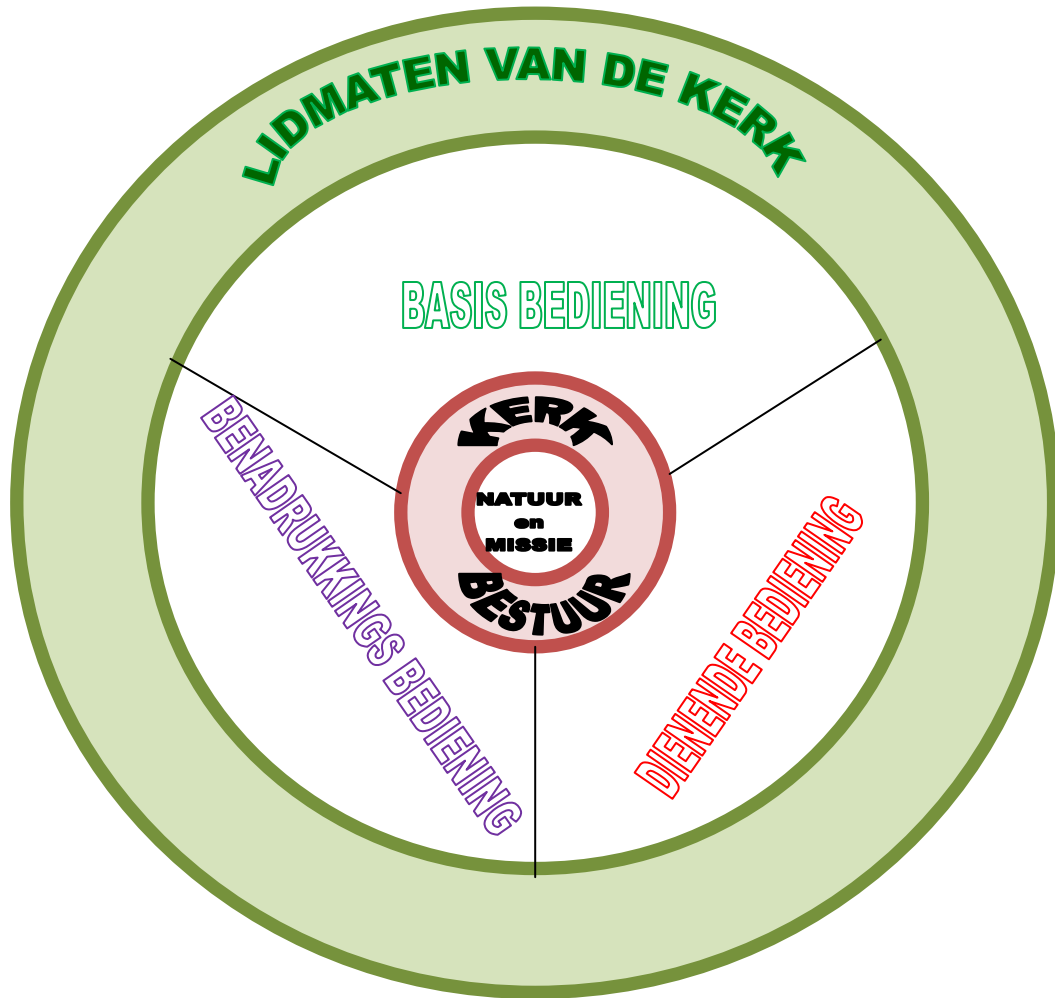 LIDMATEN VAN DE KERK
BASIS BEDIENING
KERK
NATUUR
en
MISSIE
BESTUUR
BENADRUKKINGS BEDIENING
DIENENDE BEDIENING